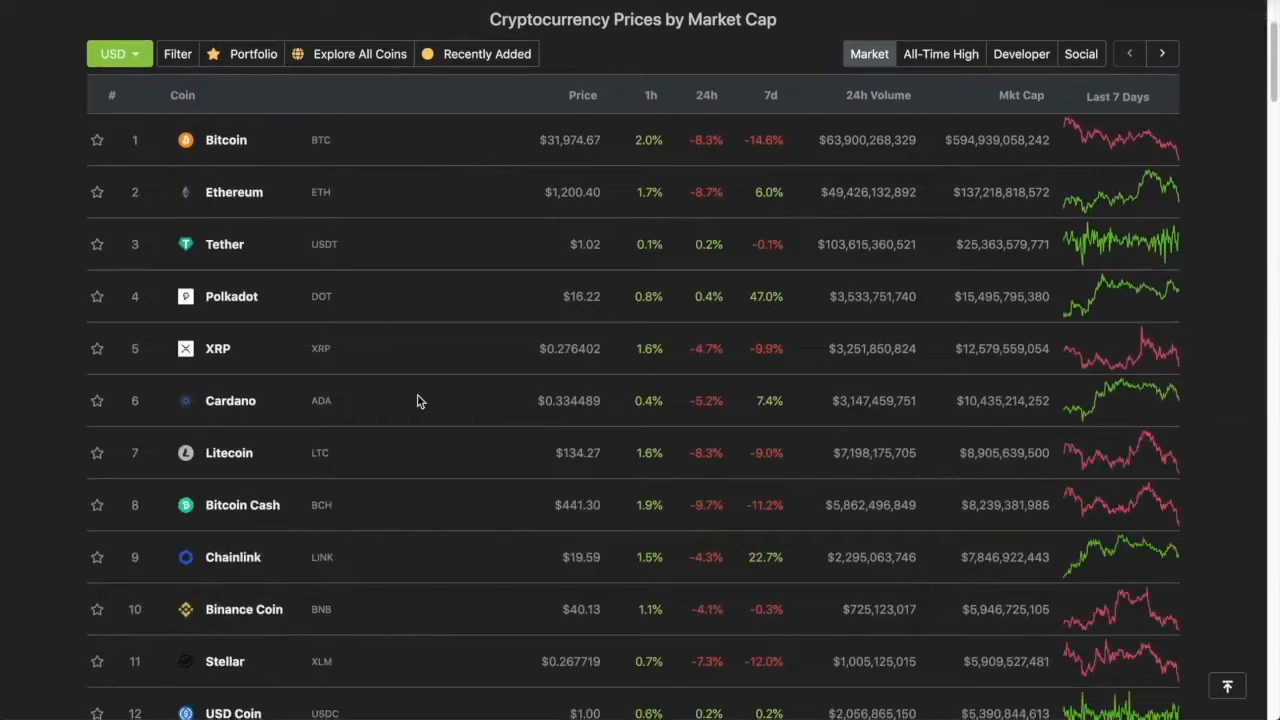 Cryptocurrency Prices by Market Cap
USD Filter Portfolio Explore All Coins Recently Added Market All-Time High Developer Social
# Coin Price 1h 24h 7d 24h Volume Mkt Cap Last 7 Days
1 Bitcoin BTC $31,974.67 2.0% -8.3% -14.6% $63,900,268,329 $594,939,058,242
2 Ethereum ETH $1,200.40 1.7% -8.7% 6.0% $49,426,132,892 $137,218,818,572
3 Tether USDT $1.02 0.1% 0.2% -0.1% $103,615,360,521 $25,363,579,771
4 Polkadot DOT $16.22 0.8% 0.4% 47.0% $3,533,751,740 $15,495,795,380
5 XRP XRP $0.276402 1.6% -4.7% -9.9% $3,251,850,824 $12,579,559,054
6 Cardano ADA $0.334489 0.4% -5.2% 7.4% $3,147,459,751 $10,435,214,252
7 Litecoin LTC $134.27 1.6% -8.3% -9.0% $7,198,175,705 $8,905,639,500
8 Bitcoin Cash BCH $441.30 1.9% -9.7% -11.2% $5,862,496,849 $8,239,381,985
9 Chainlink LINK $19.59 1.5% -4.3% 22.7% $2,295,063,746 $7,846,922,443
10 Binance Coin BNB $40.13 1.1% -4.1% -0.3% $725,123,017 $5,946,725,105
11 Stellar XLM $0.267719 0.7% -7.3% -12.0% $1,005,125,015 $5,909,527,481
12 USD Coin USDC $1.00 0.6% 0.2% 0.2% $2,056,865,150 $5,390,844,613